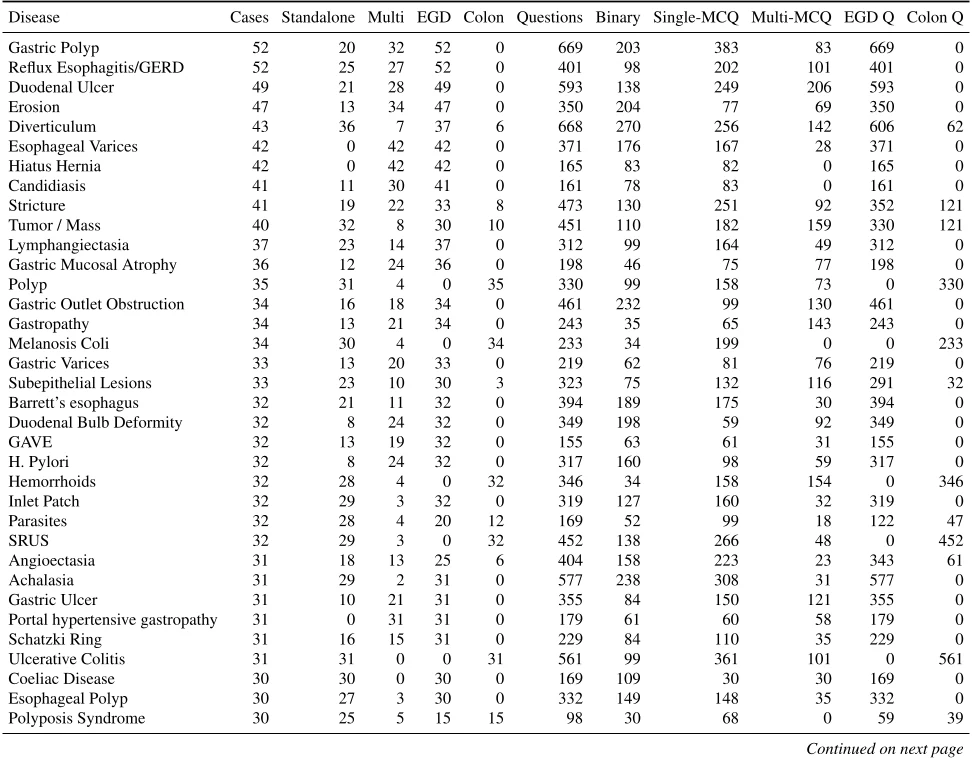 Disease Cases Standalone Multi EGD Colon Questions Binary Single-MCQ Multi-MCQ EGD Q Colon Q
Gastric Polyp 52 20 32 52 0 669 203 383 83 669 0
Reflux Esophagitis/GERD 52 25 27 52 0 401 98 202 101 401 0
Duodenal Ulcer 49 21 28 49 0 593 138 249 206 593 0
Erosion 47 13 34 47 0 350 204 77 69 350 0
Diverticulum 43 36 7 37 6 668 270 256 142 606 62
Esophageal Varices 42 0 42 42 0 371 176 167 28 371 0
Hiatus Hernia 42 0 42 42 0 165 83 82 0 165 0
Candidiasis 41 11 30 41 0 161 78 83 0 161 0
Stricture 41 19 22 33 8 473 130 251 92 352 121
Tumor / Mass 40 32 8 30 10 451 110 182 159 330 121
Lymphangiectasia 37 23 14 37 0 312 99 164 49 312 0
Gastric Mucosal Atrophy 36 12 24 36 0 198 46 75 77 198 0
Polyp 35 31 4 0 35 330 99 158 73 0 330
Gastric Outlet Obstruction 34 16 18 34 0 461 232 99 130 461 0
Gastropathy 34 13 21 34 0 243 35 65 143 243 0
Melanosis Coli 34 30 4 0 34 233 34 199 0 0 233
Gastric Varices 33 13 20 33 0 219 62 81 76 219 0
Subepithelial Lesions 33 23 10 30 3 323 75 132 116 291 32
Barrett's esophagus 32 21 11 32 0 394 189 175 30 394 0
Duodenal Bulb Deformity 32 8 24 32 0 349 198 59 92 349 0
GAVE 32 13 19 32 0 155 63 61 31 155 0
H. Pylori 32 8 24 32 0 317 160 98 59 317 0
Hemorrhoids 32 28 4 0 32 346 34 158 154 0 346
Inlet Patch 32 29 3 32 0 319 127 160 32 319 0
Parasites 32 28 4 20 12 169 52 99 18 122 47
SRUS 32 29 3 0 32 452 138 266 48 0 452
Angioectasia 31 18 13 25 6 404 158 223 23 343 61
Achalasia 31 29 2 31 0 577 238 308 31 577 0
Gastric Ulcer 31 10 21 31 0 355 84 150 121 355 0
Portal hypertensive gastropathy 31 0 31 31 0 179 61 60 58 179 0
Schatzki Ring 31 16 15 31 0 229 84 110 35 229 0
Ulcerative Colitis 31 31 0 0 31 561 99 361 101 0 561
Coeliac Disease 30 30 0 30 0 169 109 30 30 169 0
Esophageal Polyp 30 27 3 30 0 332 149 148 35 332 0
Polyposis Syndrome 30 25 5 15 15 98 30 68 0 59 39
Continued on next page